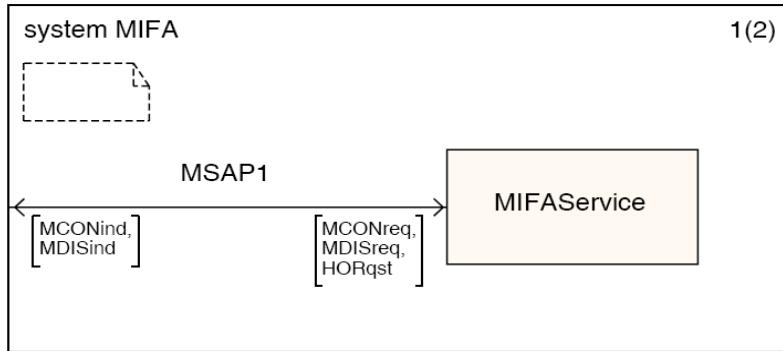 system MIFA 1(2)
MSAP1
MIFAService
MCONind,
MDISind
MCONreq,
MDISreq,
HORqst